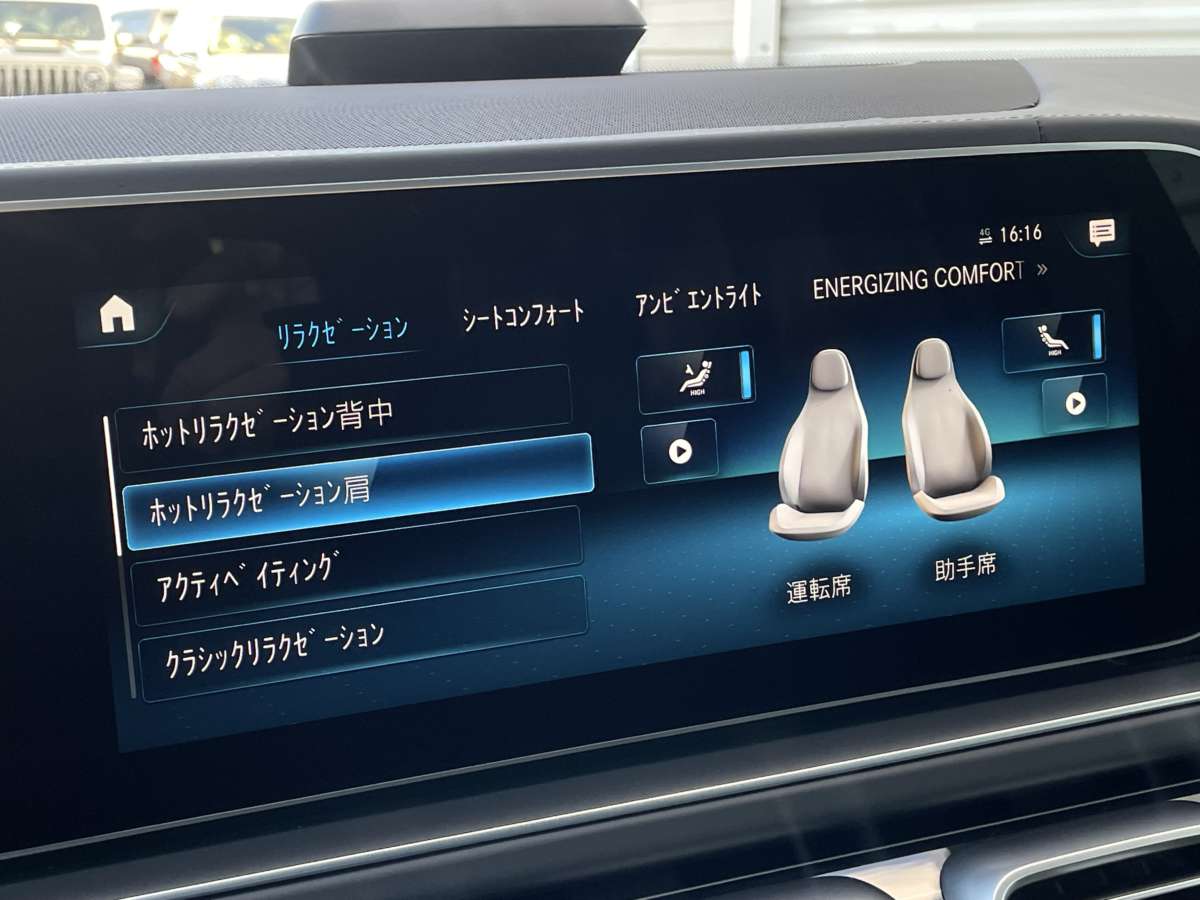 4G 16:16
リラクゼーション シートコンフォート アンビエントライト ENERGIZING COMFORT »
ホットリラクゼーション背中
ホットリラクゼーション肩
アクティベイティング
クラシックリラクゼーション
HIGH
HIGH
運転席 助手席